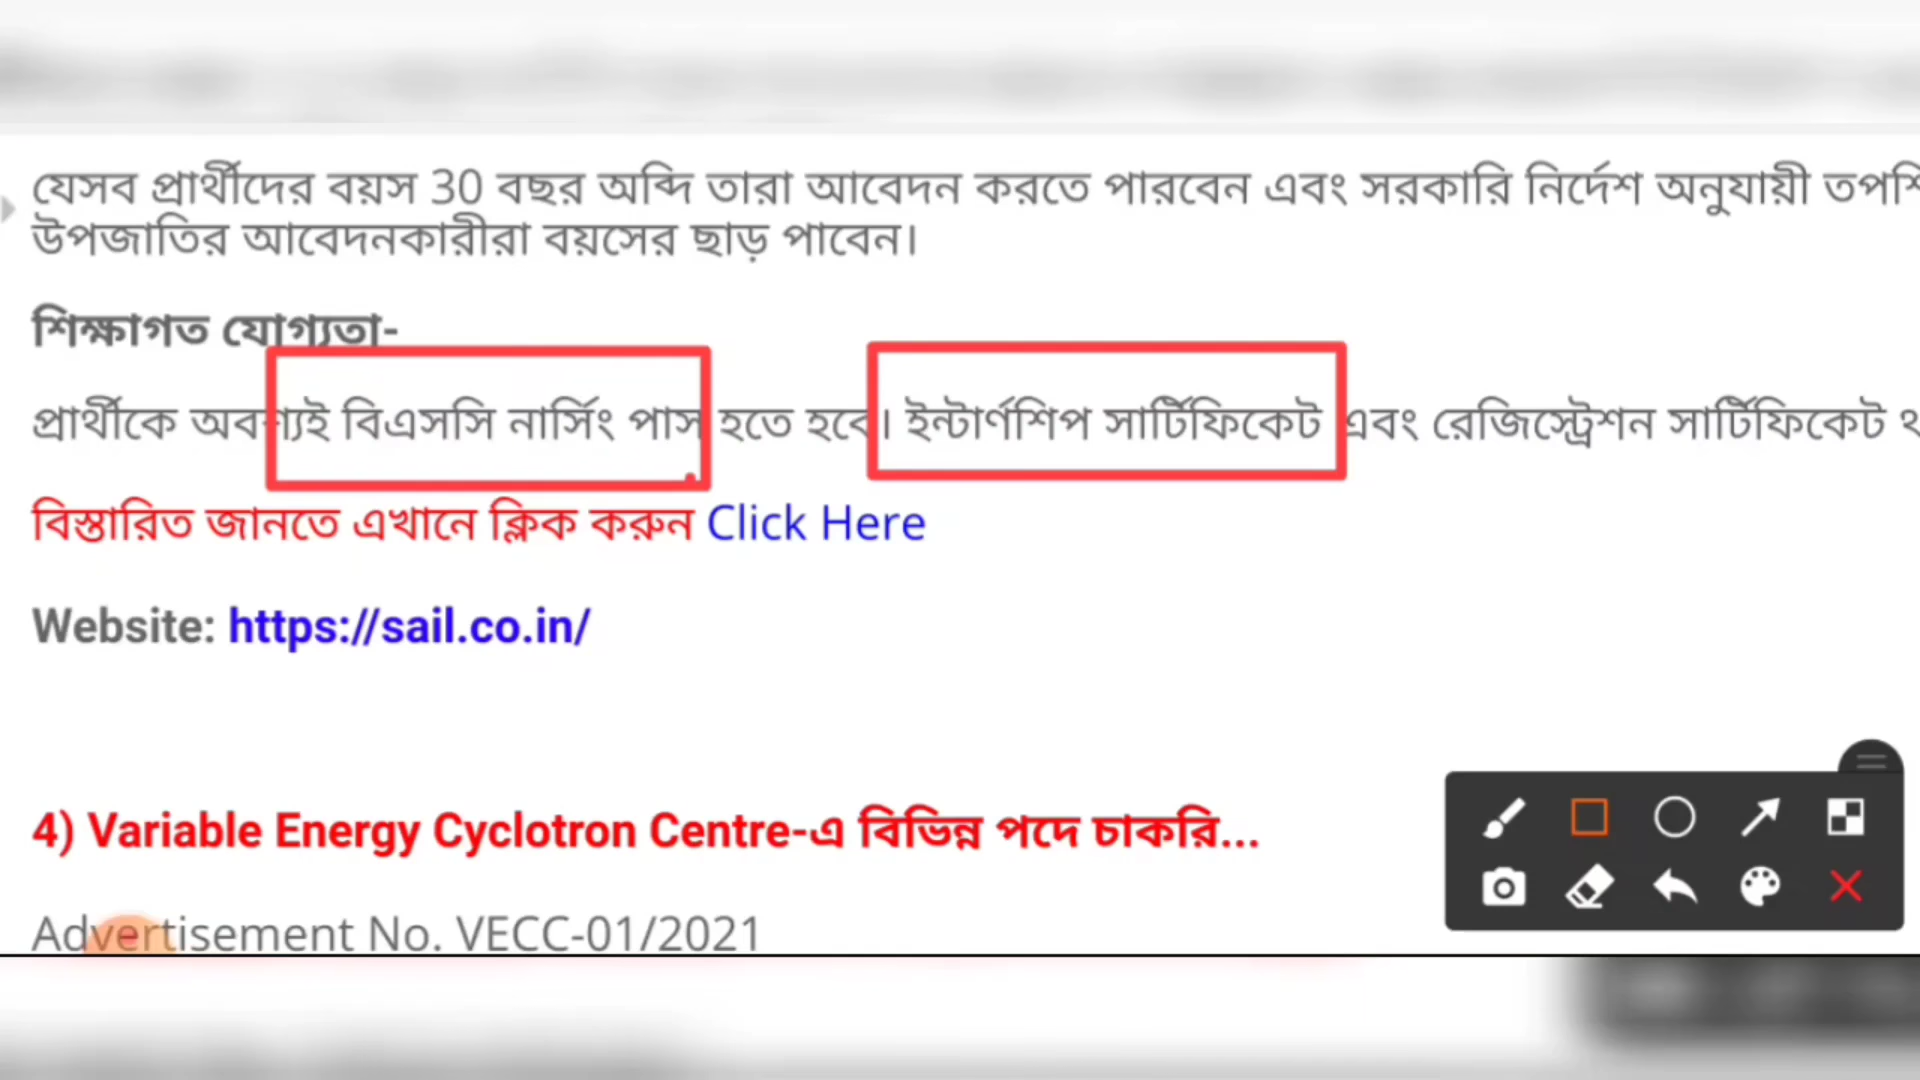 যেসব প্রার্থীদের বয়স 30 বছর অব্দি তারা আবেদন করতে পারবেন এবং সরকারি নির্দেশ অনুযায়ী
উপজাতির আবেদনকারীরা বয়সের ছাড় পাবেন।
শিক্ষাগত যোগ্যতা-
প্রার্থীকে অবশ্যই বিএসসি নার্সিং পাস হতে হবে। ইন্টার্ণশিপ সার্টিফিকেট এবং রেজিস্ট্রেশন সার্টিফিকেট
বিস্তারিত জানতে এখানে ক্লিক করুন Click Here
Website: https://sail.co.in/
4) Variable Energy Cyclotron Centre-এ বিভিন্ন পদে চাকরি...
Advertisement No. VECC-01/2021